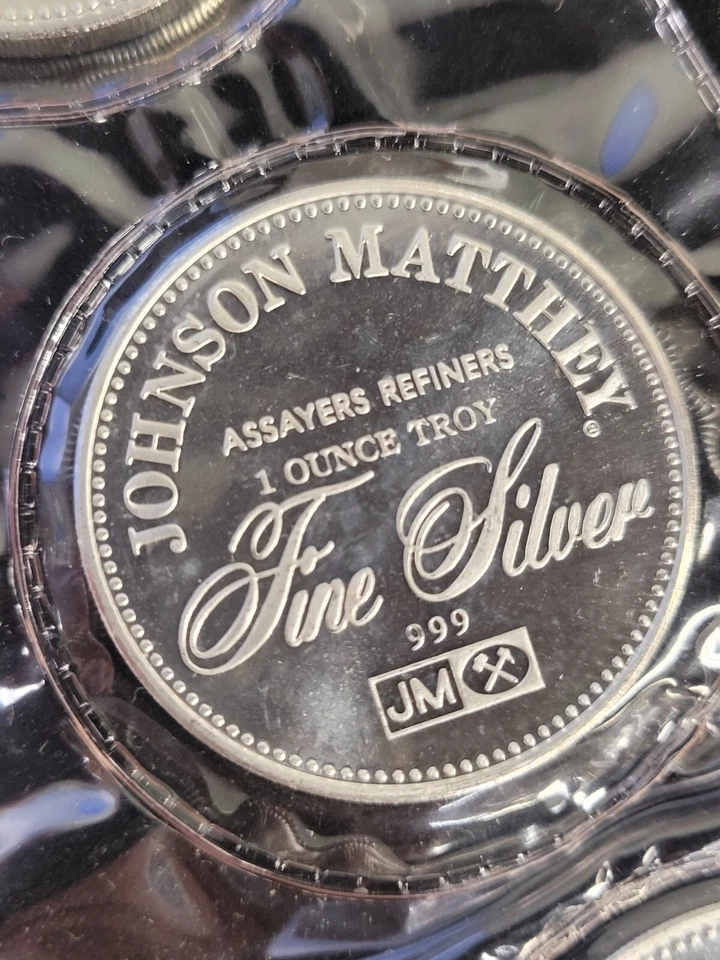 JOHNSON MATTHEY®
ASSAYERS REFINERS
1 OUNCE TROY
Fine Silver
999
JM